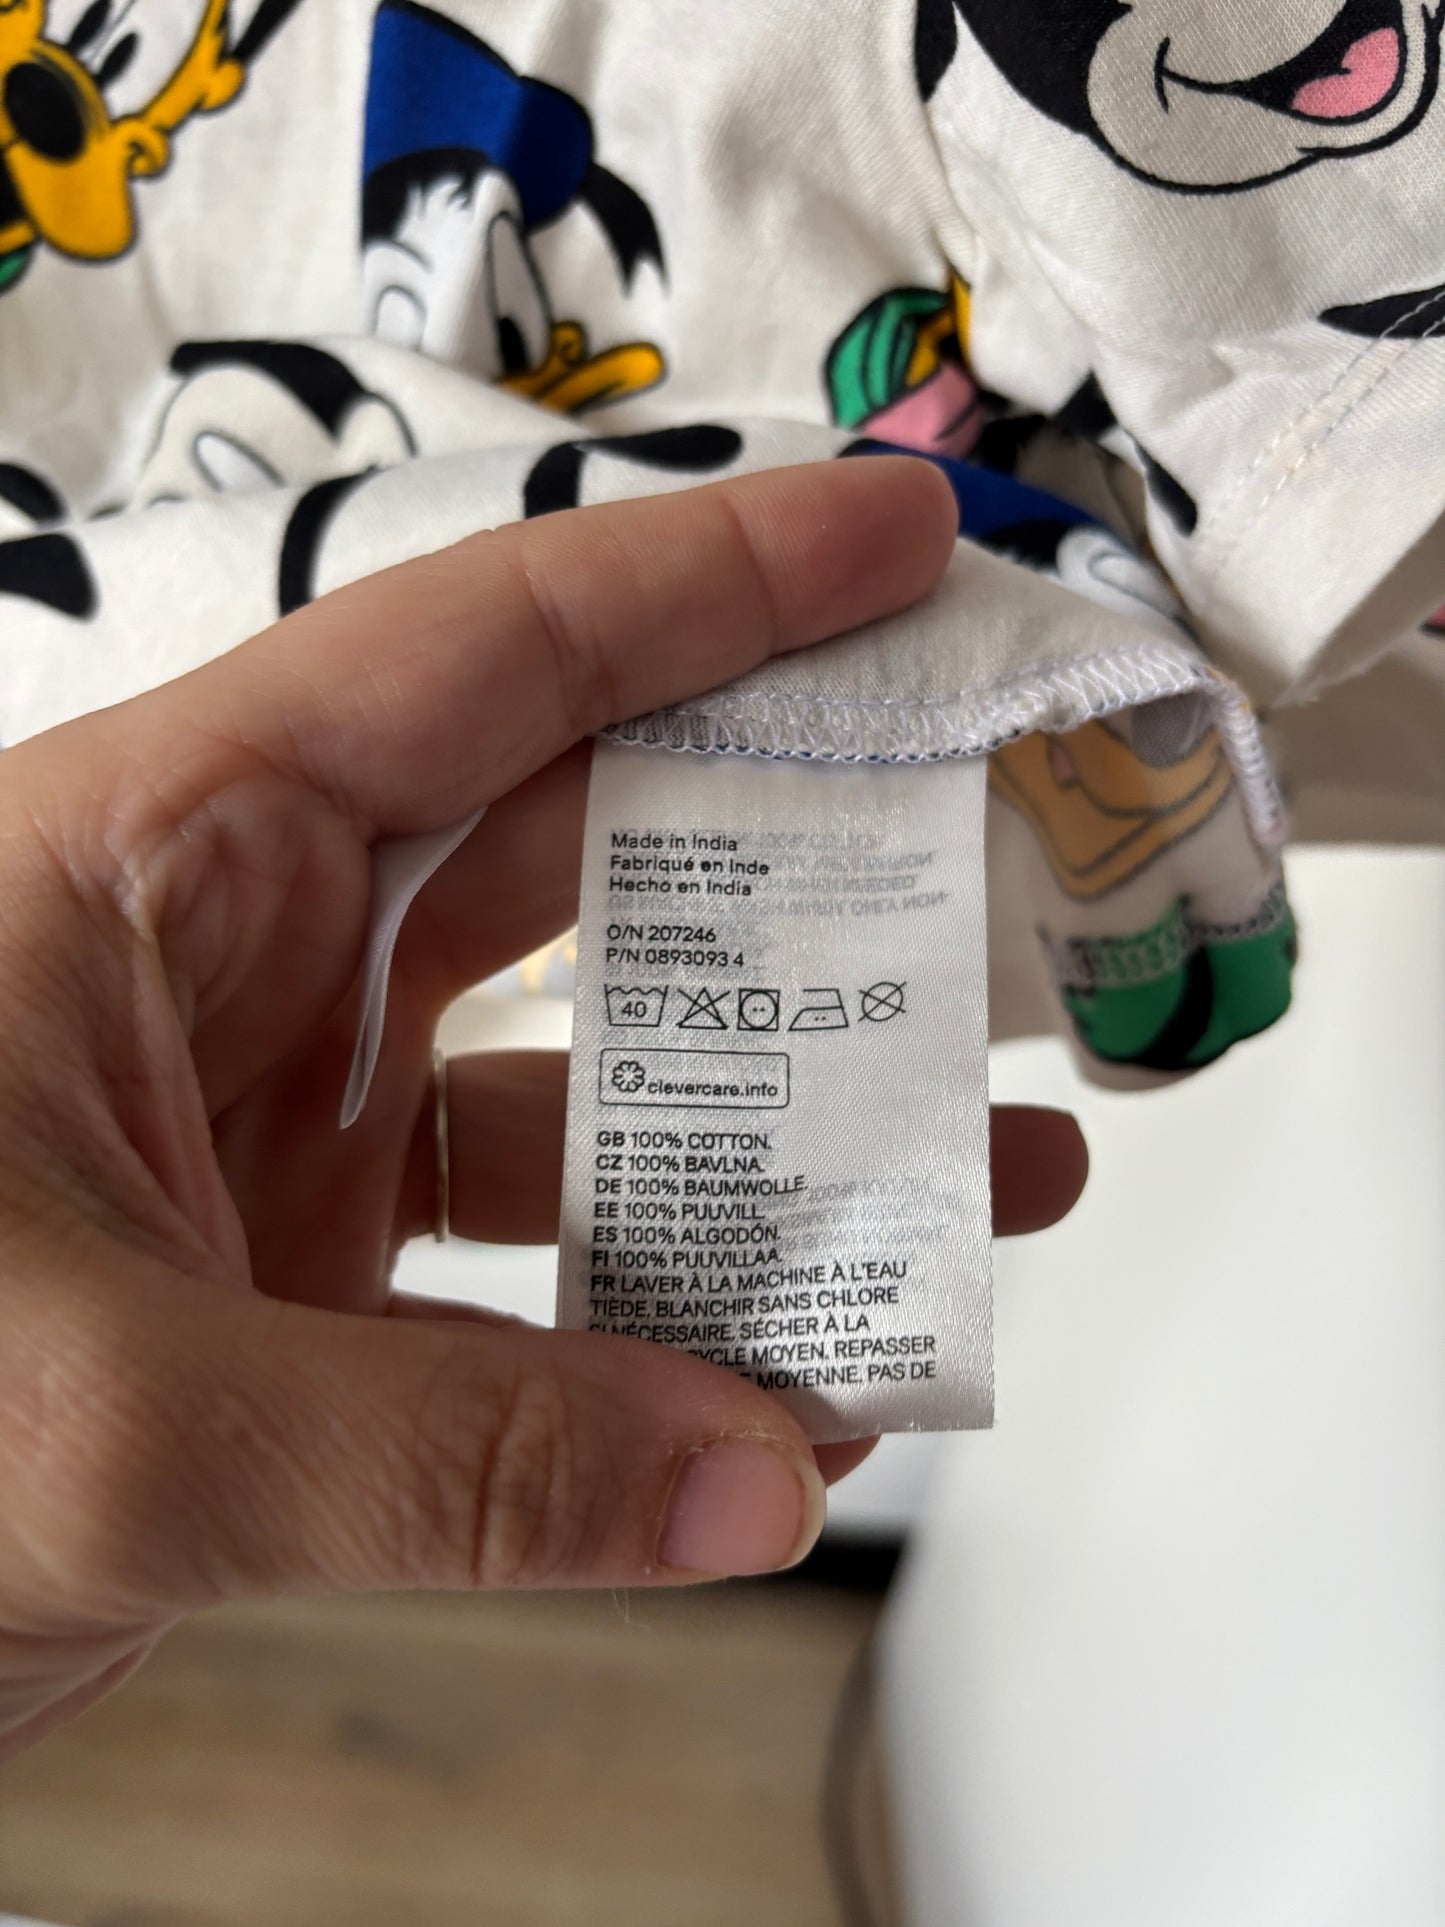 Made in India
Fabriqué en Inde
Hecho en India
O/N 207246
P/N 0893093 4
40
clevercare.info
GB 100% COTTON.
CZ 100% BAVLNA.
DE 100% BAUMWOLLE.
EE 100% PUUVILL.
ES 100% ALGODÓN.
FI 100% PUUVILLAA.
FR LAVER À LA MACHINE À L'EAU
TIÈDE, BLANCHIR SANS CHLORE
SI NÉCESSAIRE, SÉCHER À LA
CYCLE MOYEN, REPASSER
MOYENNE, PAS DE